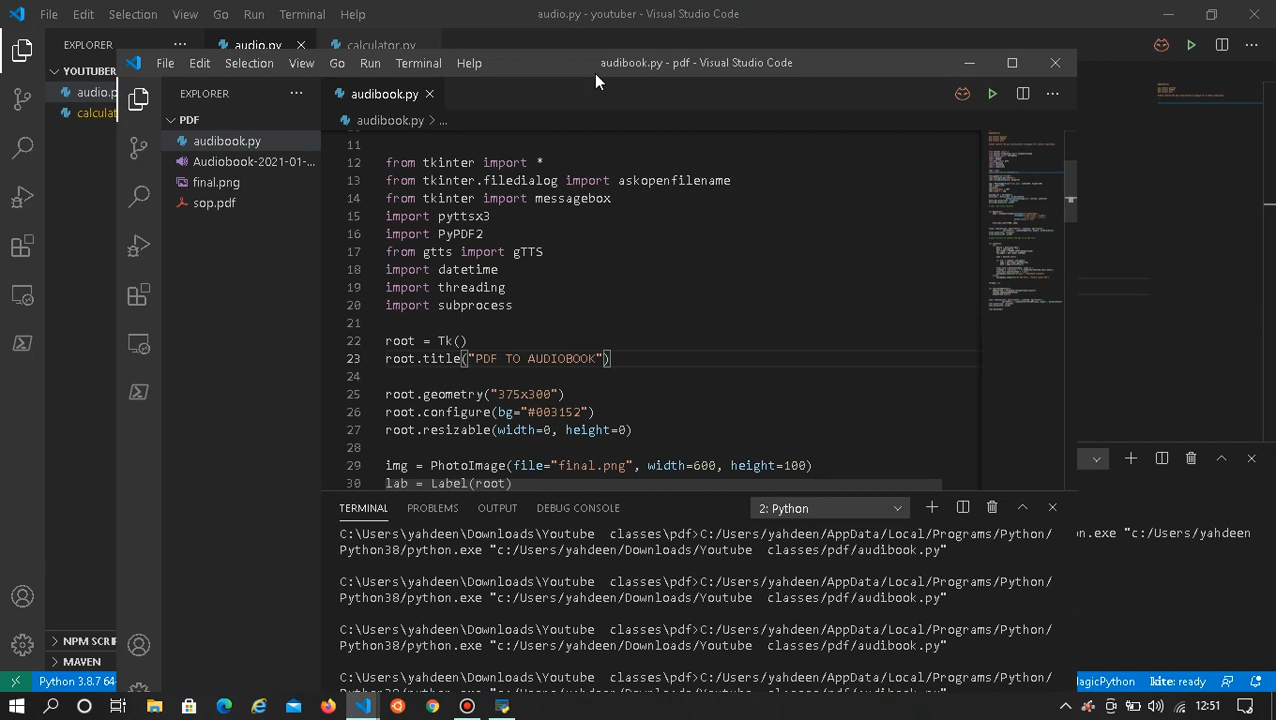 File Edit Selection View Go Run Terminal Help audio.py - youtuber - Visual Studio Code
EXPLORER audio.py calculator.py
YOUTUBER
audio.p
calculat
NPM SCRI
MAVEN
Python 3.8.7 64-
File Edit Selection View Go Run Terminal Help audibook.py - pdf - Visual Studio Code
EXPLORER
PDF
audibook.py
Audiobook-2021-01-...
final.png
sop.pdf
audibook.py
audibook.py > ...
11
12 from tkinter import *
13 from tkinter.filedialog import askopenfilename
14 from tkinter import messagebox
15 import pyttsx3
16 import PyPDF2
17 from gtts import gTTS
18 import datetime
19 import threading
20 import subprocess
21
22 root = Tk()
23 root.title("PDF TO AUDIOBOOK")
24
25 root.geometry("375x300")
26 root.configure(bg="#003152")
27 root.resizable(width=0, height=0)
28
29 img = PhotoImage(file="final.png", width=600, height=100)
30 lab = Label(root)
TERMINAL PROBLEMS OUTPUT DEBUG CONSOLE 2: Python
C:\Users\yahdeen\Downloads\Youtube classes\pdf>C:/Users/yahdeen/AppData/Local/Programs/Python/
Python38/python.exe "c:/Users/yahdeen/Downloads/Youtube classes/pdf/audibook.py"
C:\Users\yahdeen\Downloads\Youtube classes\pdf>C:/Users/yahdeen/AppData/Local/Programs/Python/
Python38/python.exe "c:/Users/yahdeen/Downloads/Youtube classes/pdf/audibook.py"
C:\Users\yahdeen\Downloads\Youtube classes\pdf>C:/Users/yahdeen/AppData/Local/Programs/Python/
Python38/python.exe "c:/Users/yahdeen/Downloads/Youtube classes/pdf/audibook.py"
C:\Users\yahdeen\Downloads\Youtube classes\pdf>C:/Users/yahdeen/AppData/Local/Programs/Python/
on.exe "c:/Users/yahdeen
MagicPython kite: ready
12:51